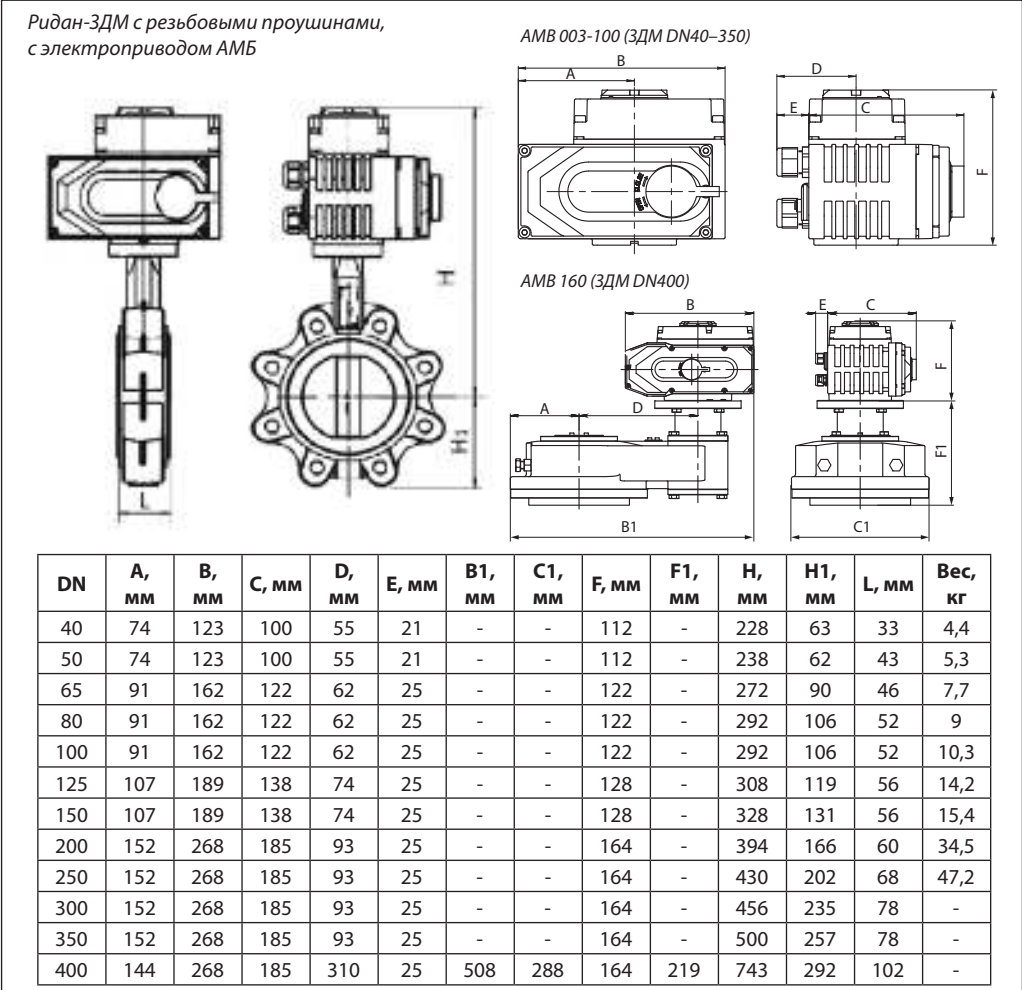 Ридан-ЗДМ с резьбовыми проушинами,
с электроприводом АМБ
H
H1
L
АМВ 003-100 (ЗДМ DN40–350)
B
A
D
E
C
F
АМВ 160 (ЗДМ DN400)
B
E
C
A
D
F
F1
B1
C1
DN A, мм B, мм C, мм D, мм E, мм B1, мм C1, мм F, мм F1, мм H, мм H1, мм L, мм Вес, кг
40 74 123 100 55 21 - - 112 - 228 63 33 4,4
50 74 123 100 55 21 - - 112 - 238 62 43 5,3
65 91 162 122 62 25 - - 122 - 272 90 46 7,7
80 91 162 122 62 25 - - 122 - 292 106 52 9
100 91 162 122 62 25 - - 122 - 292 106 52 10,3
125 107 189 138 74 25 - - 128 - 308 119 56 14,2
150 107 189 138 74 25 - - 128 - 328 131 56 15,4
200 152 268 185 93 25 - - 164 - 394 166 60 34,5
250 152 268 185 93 25 - - 164 - 430 202 68 47,2
300 152 268 185 93 25 - - 164 - 456 235 78 -
350 152 268 185 93 25 - - 164 - 500 257 78 -
400 144 268 185 310 25 508 288 164 219 743 292 102 -